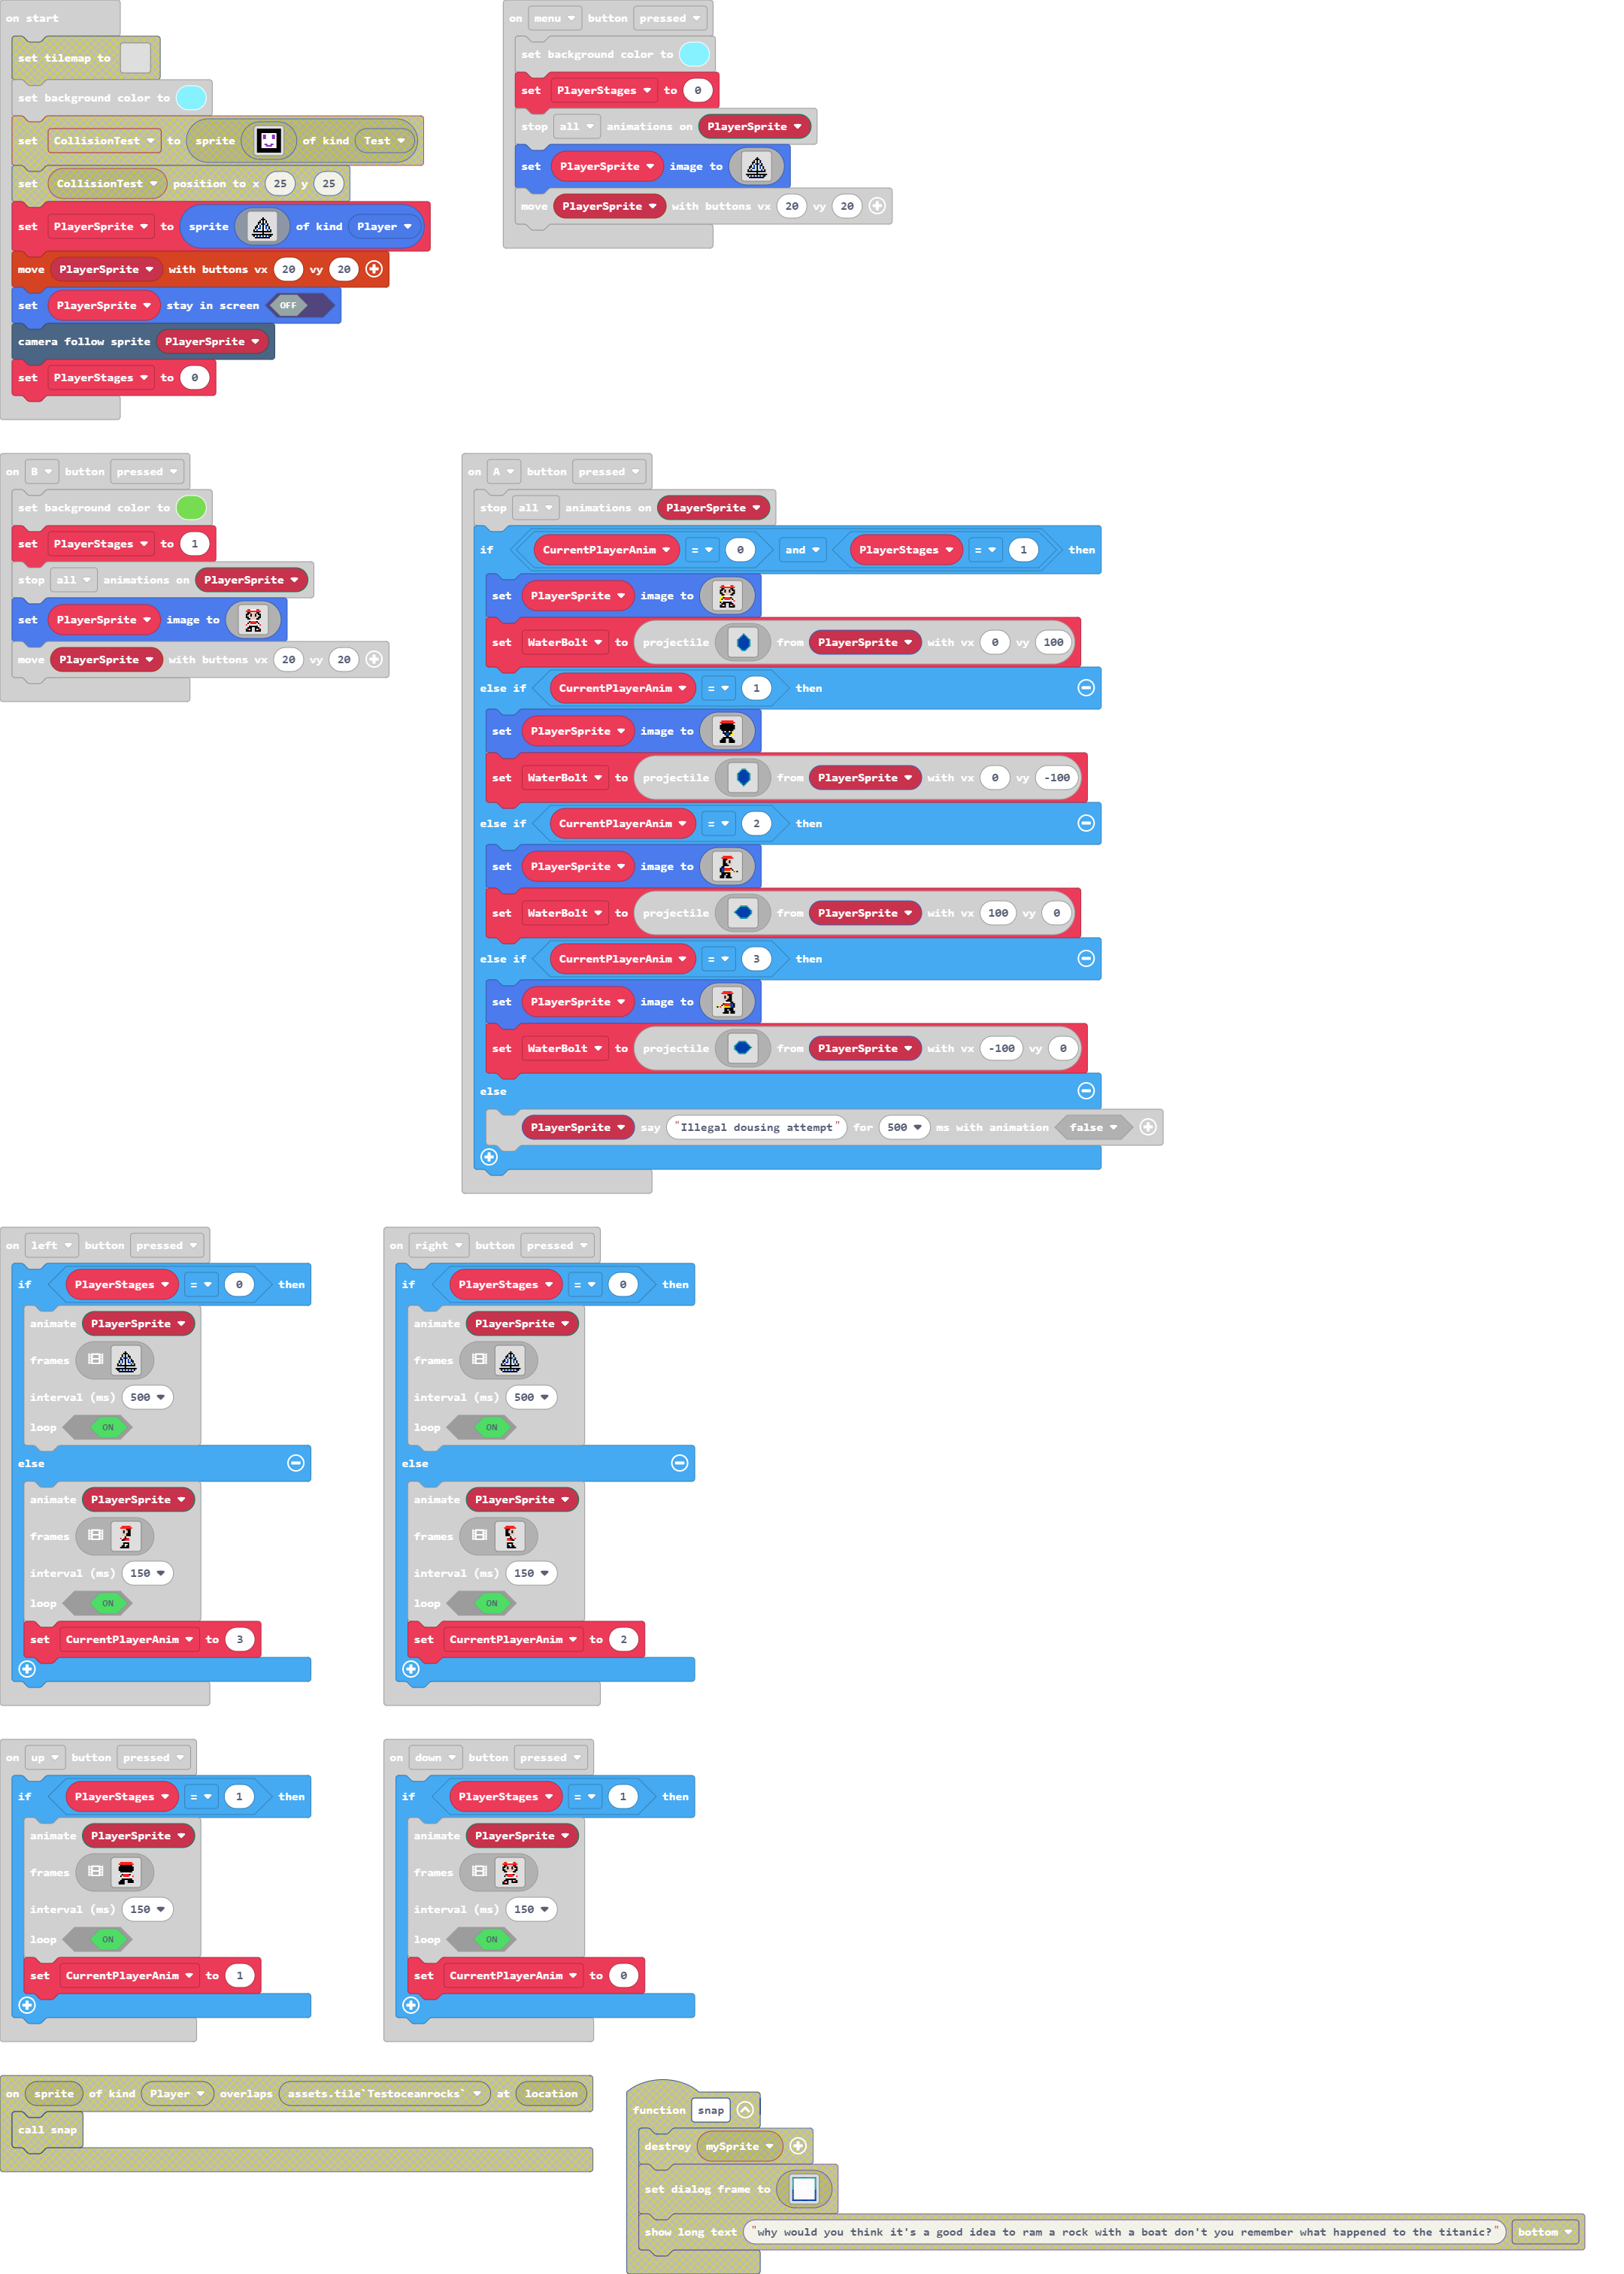 on start
set tilemap to
set background color to
set CollisionTest to sprite of kind Test
set CollisionTest position to x 25 y 25
set PlayerSprite to sprite of kind Player
move PlayerSprite with buttons vx 20 vy 20
set PlayerSprite stay in screen OFF
camera follow sprite PlayerSprite
set PlayerStages to 0
on menu button pressed
set background color to
set PlayerStages to 0
stop all animations on PlayerSprite
set PlayerSprite image to
move PlayerSprite with buttons vx 20 vy 20
on B button pressed
set background color to
set PlayerStages to 1
stop all animations on PlayerSprite
set PlayerSprite image to
move PlayerSprite with buttons vx 20 vy 20
on A button pressed
stop all animations on PlayerSprite
if CurrentPlayerAnim = 0 and PlayerStages = 1 then
set PlayerSprite image to
set WaterBolt to projectile from PlayerSprite with vx 0 vy 100
else if CurrentPlayerAnim = 1 then
set PlayerSprite image to
set WaterBolt to projectile from PlayerSprite with vx 0 vy -100
else if CurrentPlayerAnim = 2 then
set PlayerSprite image to
set WaterBolt to projectile from PlayerSprite with vx 100 vy 0
else if CurrentPlayerAnim = 3 then
set PlayerSprite image to
set WaterBolt to projectile from PlayerSprite with vx -100 vy 0
else
PlayerSprite say "Illegal dousing attempt" for 500 ms with animation false
on left button pressed
if PlayerStages = 0 then
animate PlayerSprite
frames
interval (ms) 500
loop ON
else
animate PlayerSprite
frames
interval (ms) 150
loop ON
set CurrentPlayerAnim to 3
on right button pressed
if PlayerStages = 0 then
animate PlayerSprite
frames
interval (ms) 500
loop ON
else
animate PlayerSprite
frames
interval (ms) 150
loop ON
set CurrentPlayerAnim to 2
on up button pressed
if PlayerStages = 1 then
animate PlayerSprite
frames
interval (ms) 150
loop ON
set CurrentPlayerAnim to 1
on down button pressed
if PlayerStages = 1 then
animate PlayerSprite
frames
interval (ms) 150
loop ON
set CurrentPlayerAnim to 0
on sprite of kind Player overlaps assets.tile`Testoceanrocks` at location
call snap
function snap
destroy mySprite
set dialog frame to
show long text "why would you think it's a good idea to ram a rock with a boat don't you remember what happened to the titanic?" bottom